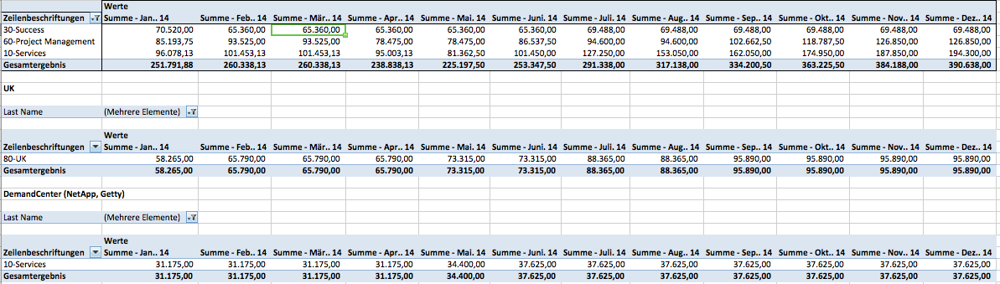 Werte
Zeilenbeschriftungen Summe - Jan.. 14 Summe - Feb.. 14 Summe - Mär.. 14 Summe - Apr.. 14 Summe - Mai. 14 Summe - Juni. 14 Summe - Juli. 14 Summe - Aug.. 14 Summe - Sep.. 14 Summe - Okt.. 14 Summe - Nov.. 14 Summe - Dez.. 14
30-Success 70.520,00 65.360,00 65.360,00 65.360,00 65.360,00 65.360,00 69.488,00 69.488,00 69.488,00 69.488,00 69.488,00 69.488,00
60-Project Management 85.193,75 93.525,00 93.525,00 78.475,00 78.475,00 86.537,50 94.600,00 94.600,00 102.662,50 118.787,50 126.850,00 126.850,00
10-Services 96.078,13 101.453,13 101.453,13 95.003,13 81.362,50 101.450,00 127.250,00 153.050,00 162.050,00 174.950,00 187.850,00 194.300,00
Gesamtergebnis 251.791,88 260.338,13 260.338,13 238.838,13 225.197,50 253.347,50 291.338,00 317.138,00 334.200,50 363.225,50 384.188,00 390.638,00
UK
Last Name (Mehrere Elemente)
Werte
Zeilenbeschriftungen Summe - Jan.. 14 Summe - Feb.. 14 Summe - Mär.. 14 Summe - Apr.. 14 Summe - Mai. 14 Summe - Juni. 14 Summe - Juli. 14 Summe - Aug.. 14 Summe - Sep.. 14 Summe - Okt.. 14 Summe - Nov.. 14 Summe - Dez.. 14
80-UK 58.265,00 65.790,00 65.790,00 65.790,00 73.315,00 73.315,00 88.365,00 88.365,00 95.890,00 95.890,00 95.890,00 95.890,00
Gesamtergebnis 58.265,00 65.790,00 65.790,00 65.790,00 73.315,00 73.315,00 88.365,00 88.365,00 95.890,00 95.890,00 95.890,00 95.890,00
DemandCenter (NetApp, Getty)
Last Name (Mehrere Elemente)
Werte
Zeilenbeschriftungen Summe - Jan.. 14 Summe - Feb.. 14 Summe - Mär.. 14 Summe - Apr.. 14 Summe - Mai. 14 Summe - Juni. 14 Summe - Juli. 14 Summe - Aug.. 14 Summe - Sep.. 14 Summe - Okt.. 14 Summe - Nov.. 14 Summe - Dez.. 14
10-Services 31.175,00 31.175,00 31.175,00 31.175,00 34.400,00 37.625,00 37.625,00 37.625,00 37.625,00 37.625,00 37.625,00 37.625,00
Gesamtergebnis 31.175,00 31.175,00 31.175,00 31.175,00 34.400,00 37.625,00 37.625,00 37.625,00 37.625,00 37.625,00 37.625,00 37.625,00